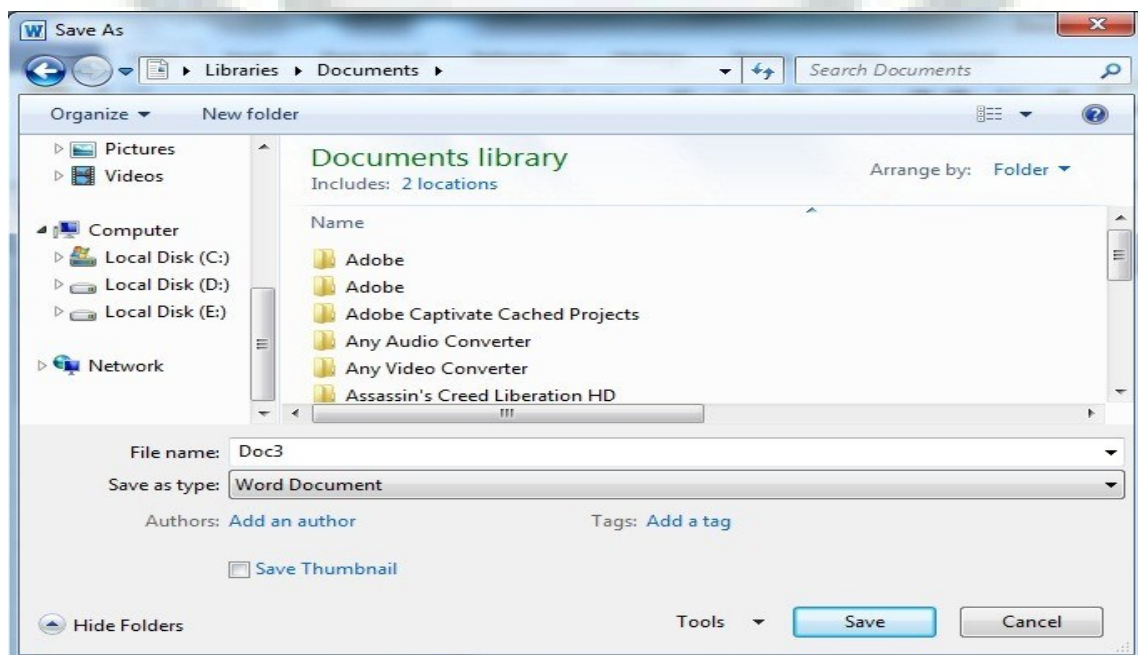 Save As
Libraries Documents
Search Documents
Organize New folder
Pictures
Videos
Computer
Local Disk (C:)
Local Disk (D:)
Local Disk (E:)
Network
Documents library
Includes: 2 locations
Arrange by: Folder
Name
Adobe
Adobe
Adobe Captivate Cached Projects
Any Audio Converter
Any Video Converter
Assassin's Creed Liberation HD
File name: Doc3
Save as type: Word Document
Authors: Add an author Tags: Add a tag
Save Thumbnail
Hide Folders Tools Save Cancel